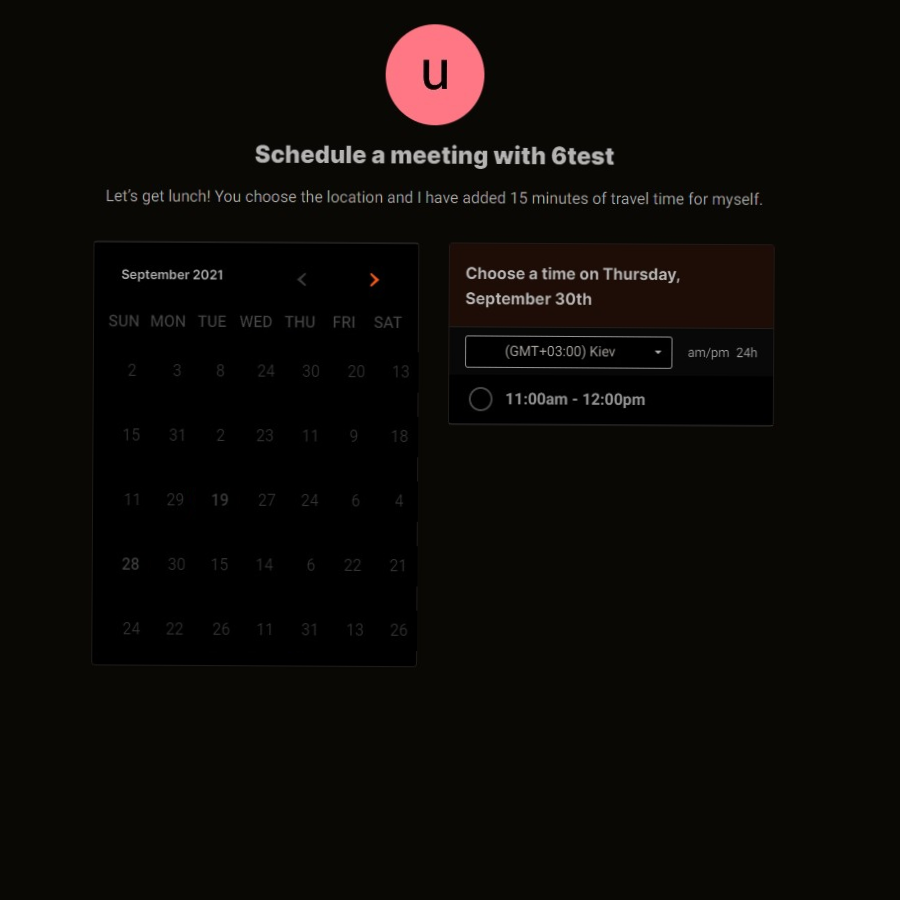 u
Schedule a meeting with 6test
Let's get lunch! You choose the location and I have added 15 minutes of travel time for myself.
September 2021
SUN MON TUE WED THU FRI SAT
2 3 8 24 30 20 13
15 31 2 23 11 9 18
11 29 19 27 24 6 4
28 30 15 14 6 22 21
24 22 26 11 31 13 26
Choose a time on Thursday,
September 30th
(GMT+03:00) Kiev am/pm 24h
11:00am - 12:00pm